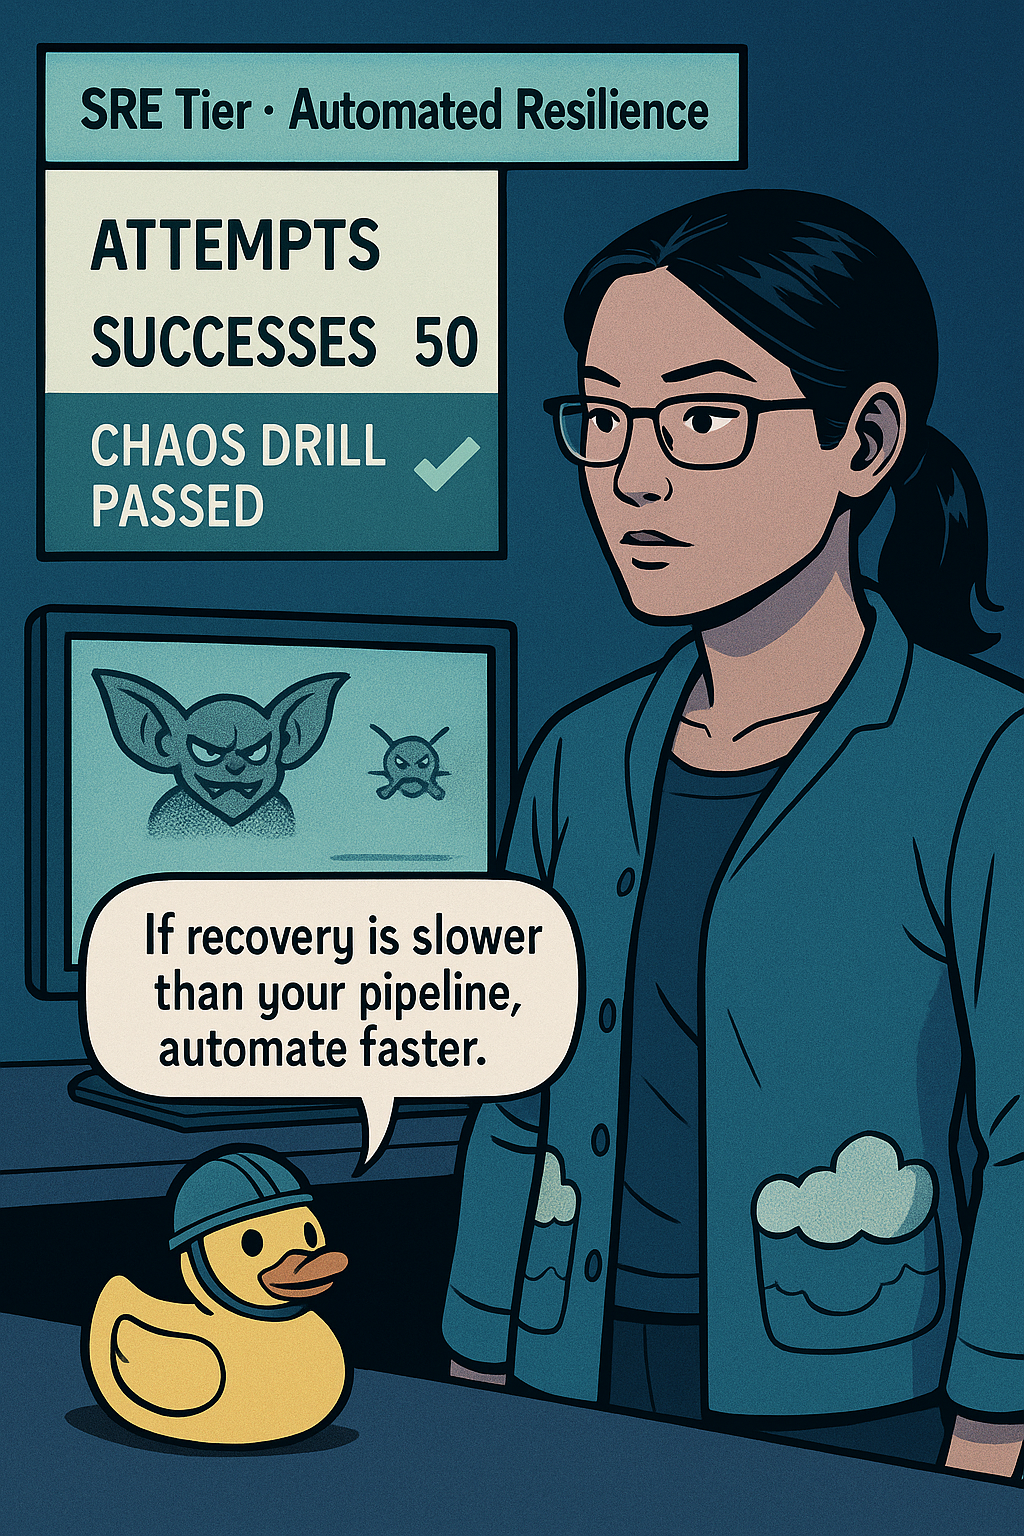 SRE Tier · Automated Resilience
ATTEMPTS
SUCCESSES 50
CHAOS DRILL
PASSED
If recovery is slower
than your pipeline,
automate faster.